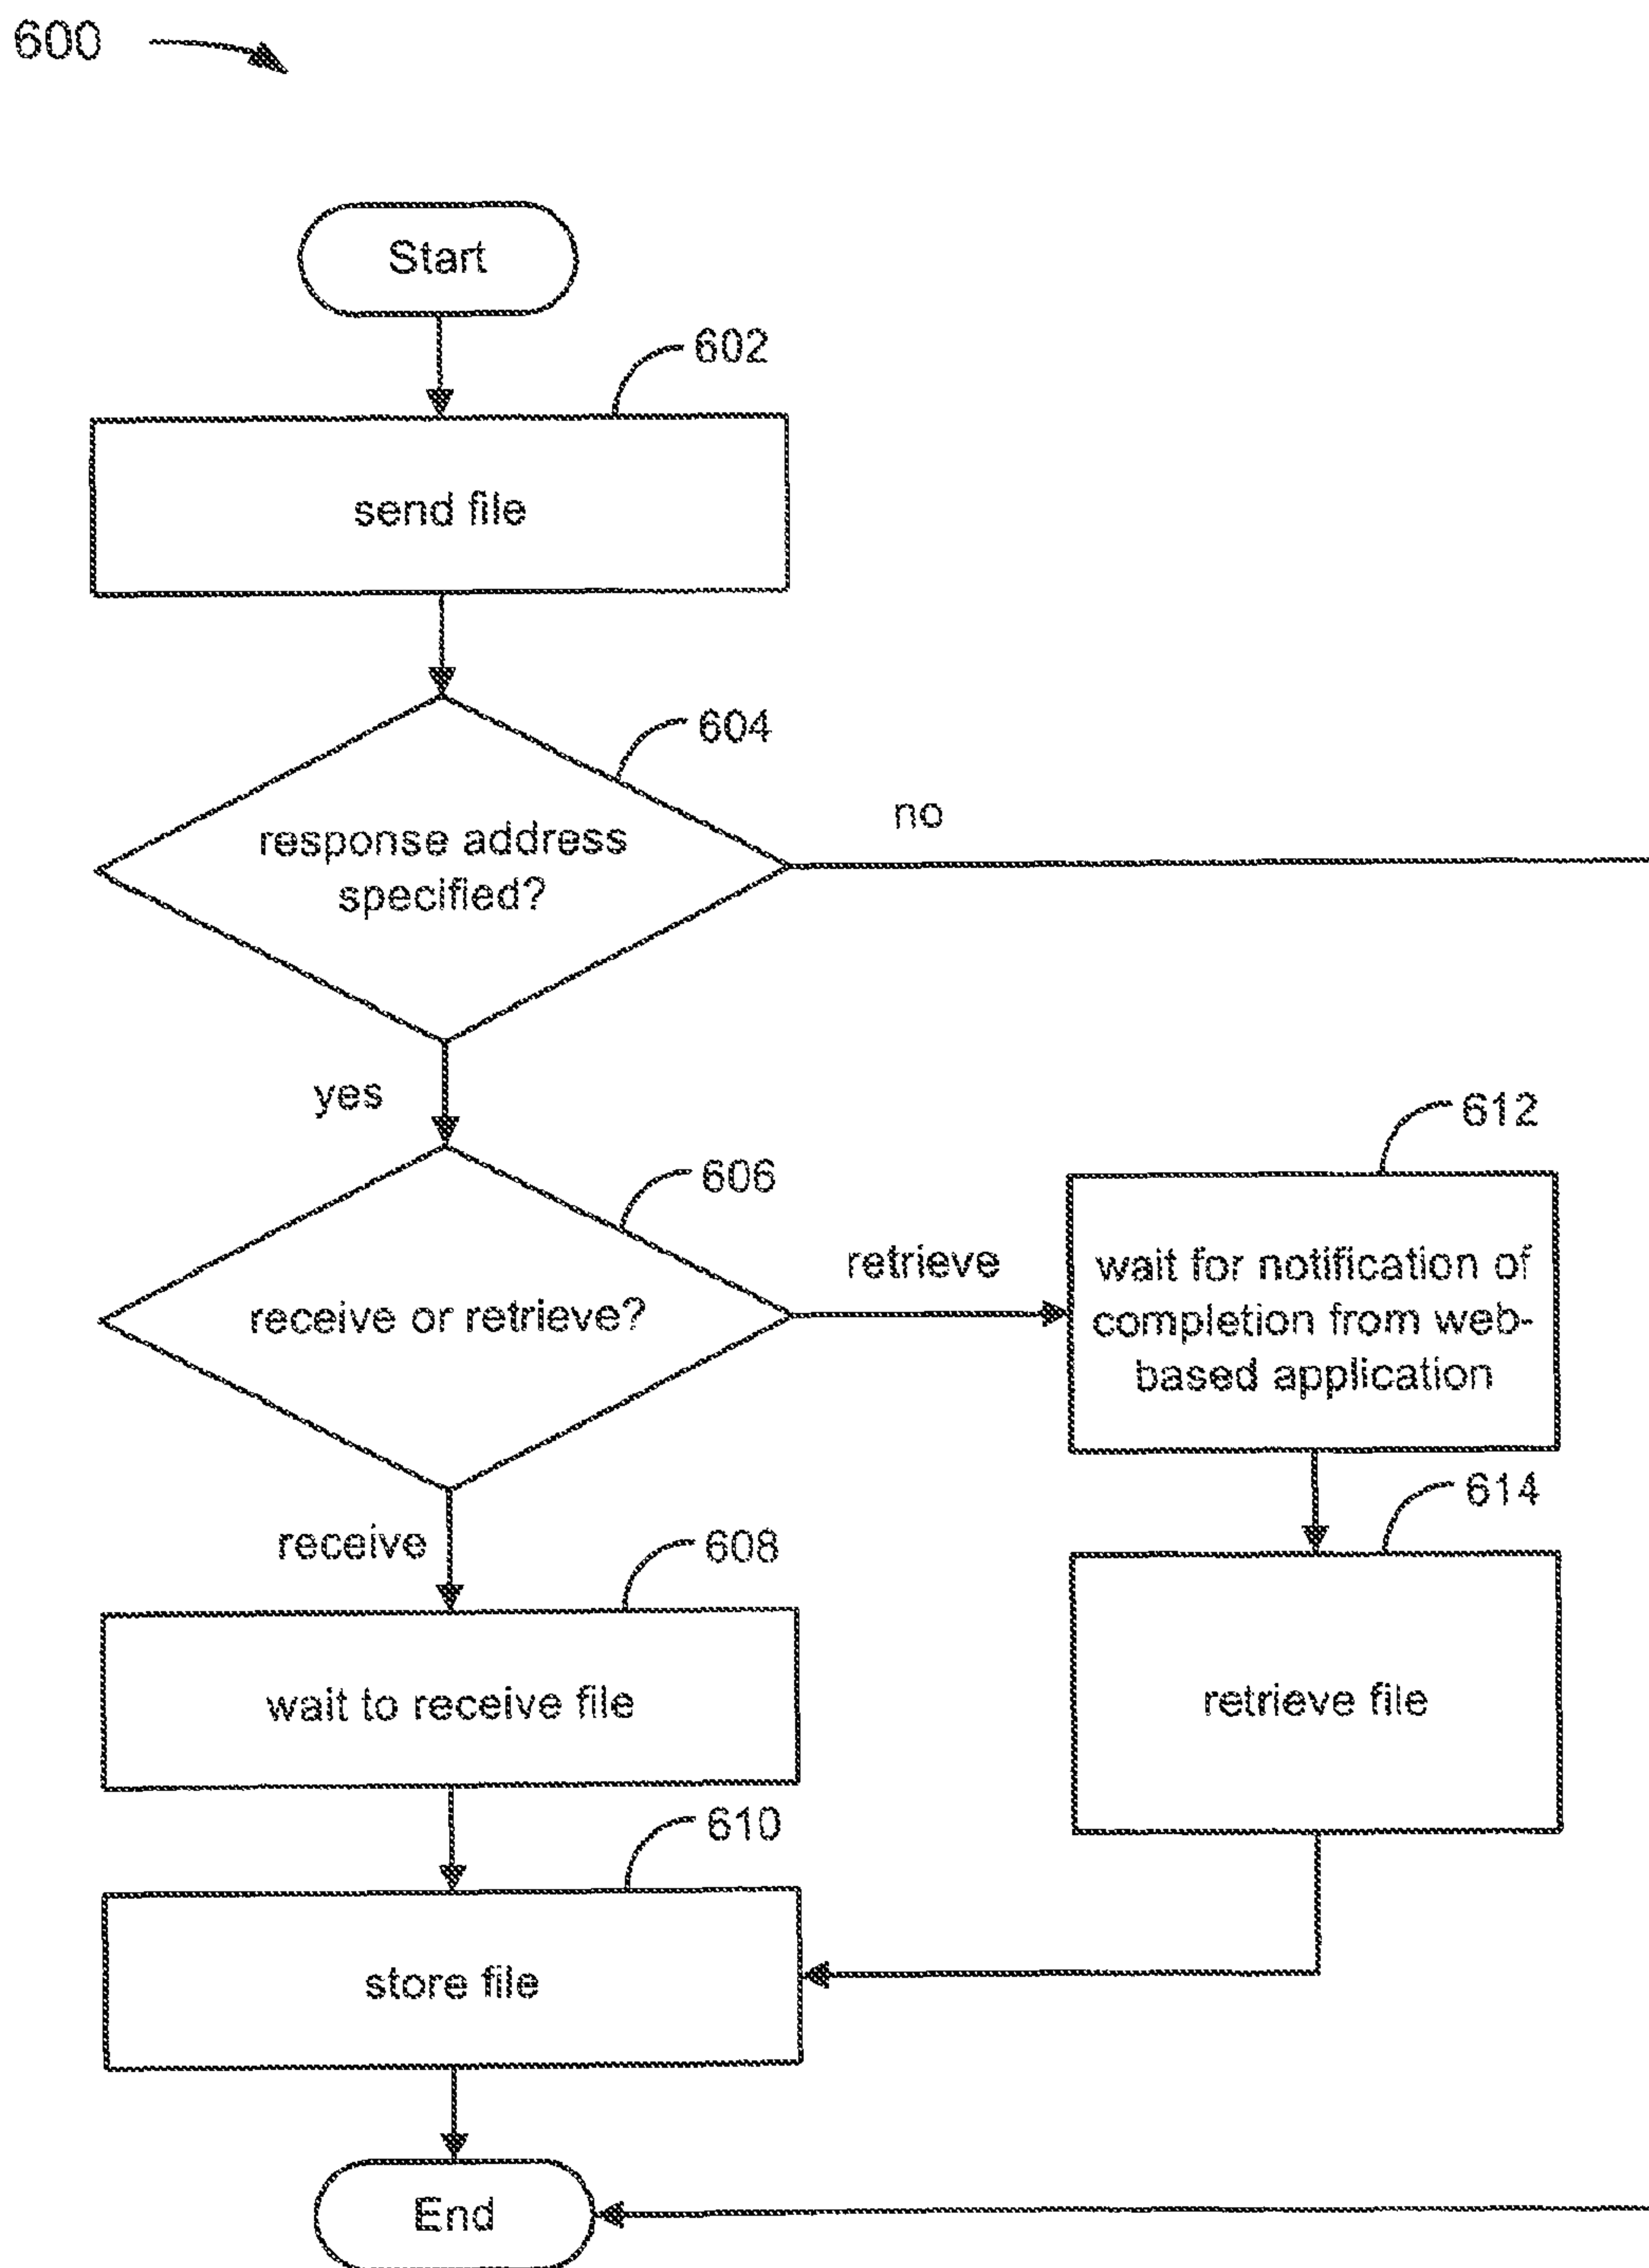 600
Start
602
send file
604
response address
specified?
no
yes
606
receive or retrieve?
retrieve
612
wait for notification of
completion from web-
based application
614
retrieve file
receive
608
wait to receive file
610
store file
End